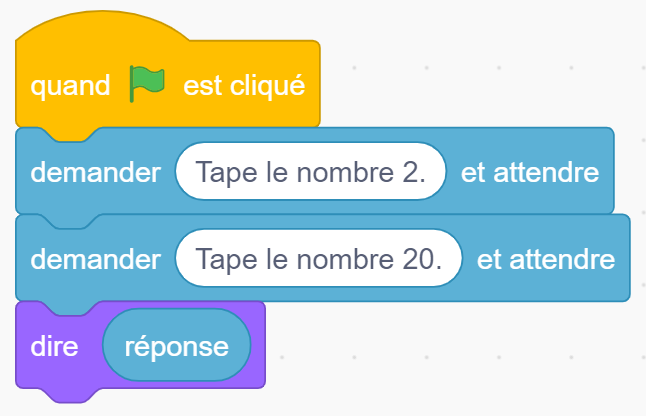 quand est cliqué
demander Tape le nombre 2. et attendre
demander Tape le nombre 20. et attendre
dire réponse